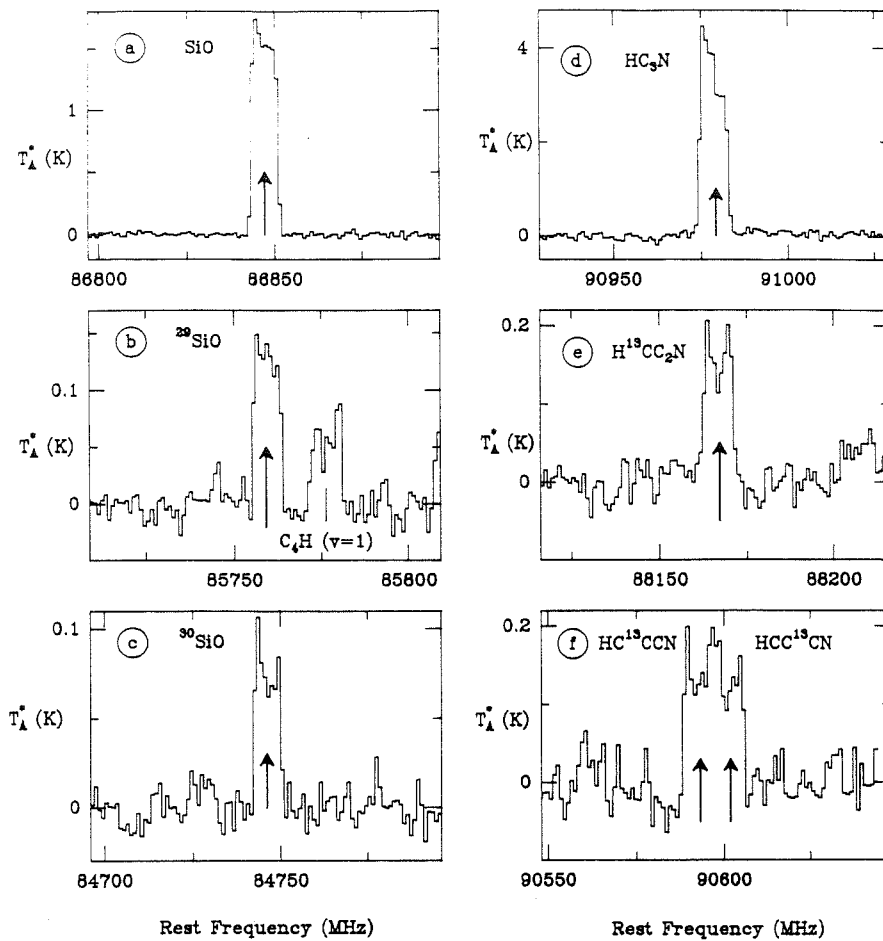 a SiO
1
0
T*A (K)
86800 86850
b ²⁹SiO
0.1
0
T*A (K)
C₄H (v=1)
85750 85800
c ³⁰SiO
0.1
0
T*A (K)
84700 84750
Rest Frequency (MHz)
d HC₃N
4
0
T*A (K)
90950 91000
e H¹³CC₂N
0.2
0
T*A (K)
88150 88200
f HC¹³CCN HCC¹³CN
0.2
0
T*A (K)
90550 90600
Rest Frequency (MHz)